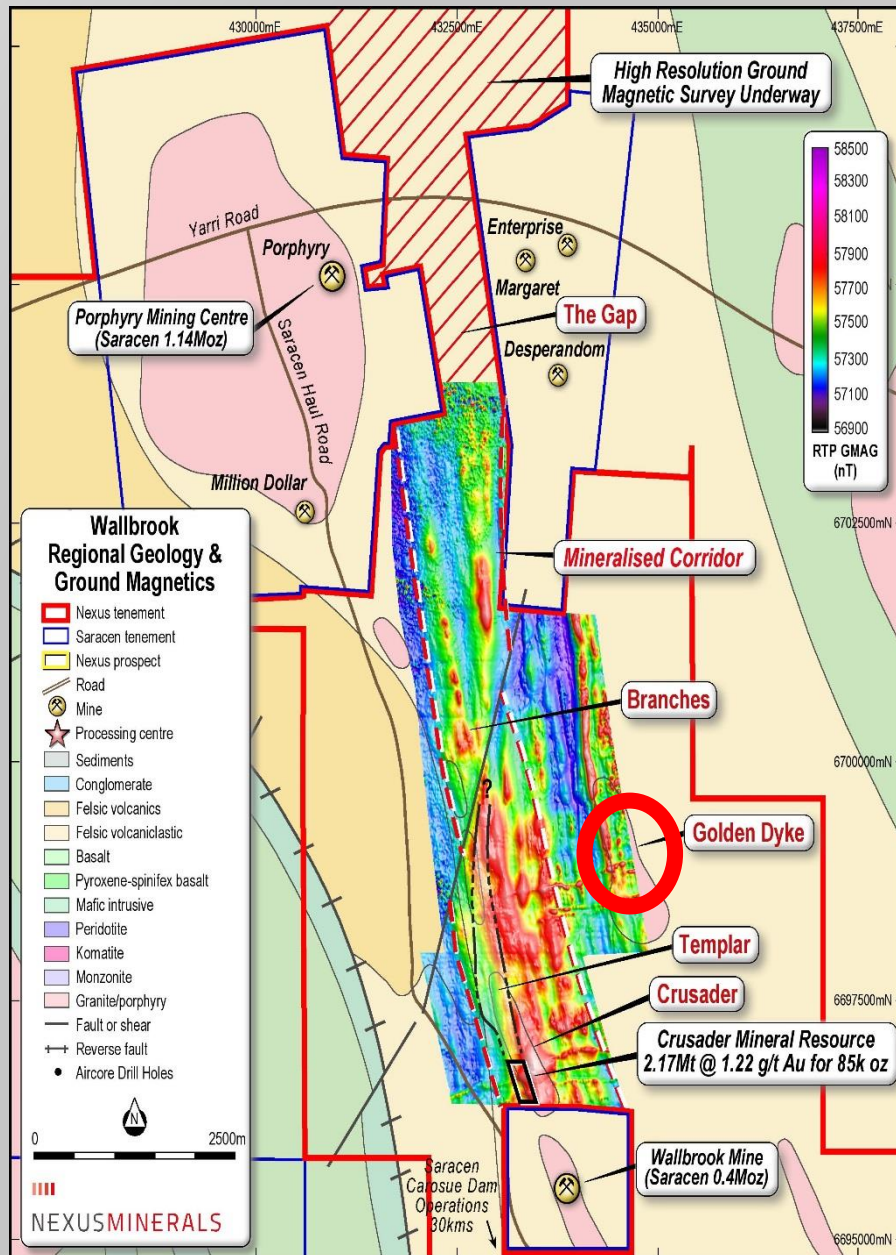 430000mE
432500mE
435000mE
437500mE
High Resolution Ground
Magnetic Survey Underway
58500
58300
58100
57900
57700
57500
57300
57100
56900
RTP GMAG
(nT)
Yarri Road
Enterprise
Porphyry
Margaret
The Gap
Porphyry Mining Centre
(Saracen 1.14Moz)
Saracen Haul Road
Desperandom
Million Dollar
6702500mN
Mineralised Corridor
Wallbrook
Regional Geology &
Ground Magnetics
Nexus tenement
Saracen tenement
Nexus prospect
Road
Mine
Processing centre
Sediments
Conglomerate
Felsic volcanics
Felsic volcaniclastic
Basalt
Pyroxene-spinifex basalt
Mafic intrusive
Peridotite
Komatite
Monzonite
Granite/porphyry
Fault or shear
Reverse fault
Aircore Drill Holes
N
0 2500m
NEXUSMINERALS
Branches
6700000mN
?
Golden Dyke
Templar
Crusader
6697500mN
Crusader Mineral Resource
2.17Mt @ 1.22 g/t Au for 85k oz
Wallbrook Mine
(Saracen 0.4Moz)
Saracen
Carosue Dam
Operations
30kms
6695000mN